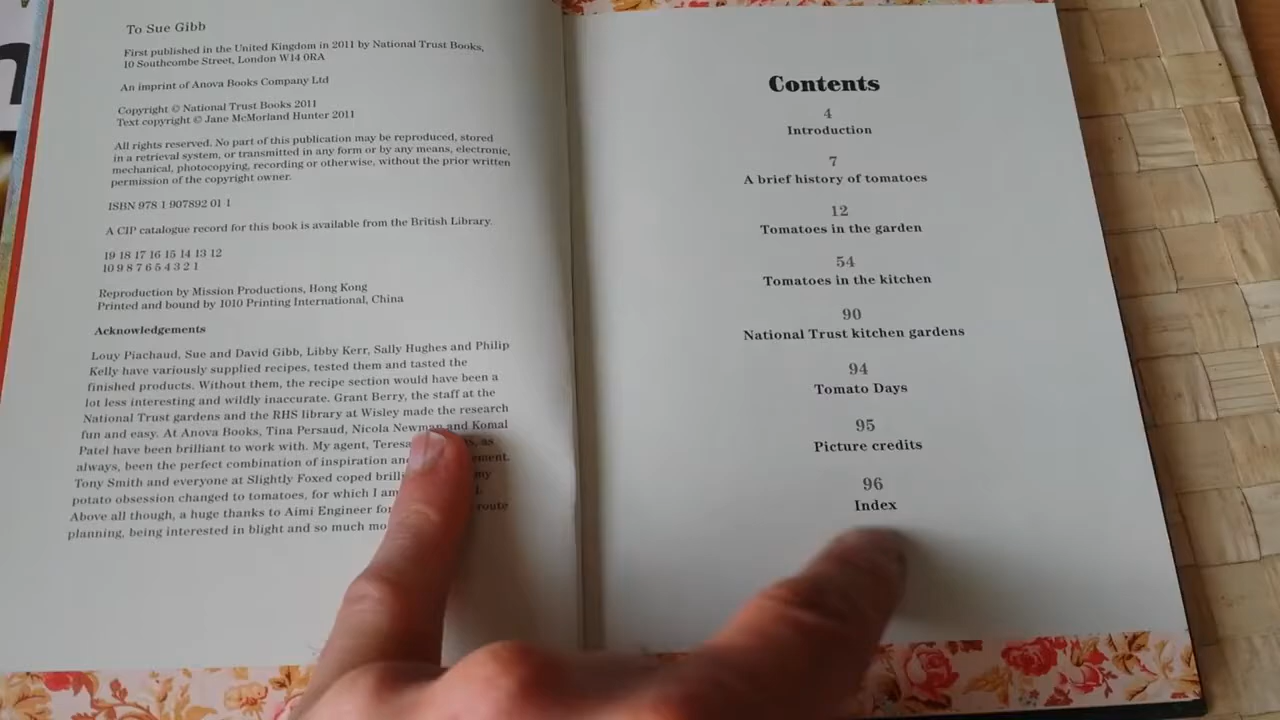 To Sue Gibb
First published in the United Kingdom in 2011 by National Trust Books,
10 Southcombe Street, London W14 0RA
An imprint of Anova Books Company Ltd
Copyright © National Trust Books 2011
Text copyright © Jane McMorland Hunter 2011
All rights reserved. No part of this publication may be reproduced, stored
in a retrieval system, or transmitted in any form or by any means, electronic,
mechanical, photocopying, recording or otherwise, without the prior written
permission of the copyright owner.
ISBN 978 1 907892 01 1
A CIP catalogue record for this book is available from the British Library.
19 18 17 16 15 14 13 12
10 9 8 7 6 5 4 3 2 1
Reproduction by Mission Productions, Hong Kong
Printed and bound by 1010 Printing International, China
Acknowledgements
Louy Piachaud, Sue and David Gibb, Libby Kerr, Sally Hughes and Philip
Kelly have variously supplied recipes, tested them and tasted the
finished products. Without them, the recipe section would have been a
lot less interesting and wildly inaccurate. Grant Berry, the staff at the
National Trust gardens and the RHS library at Wisley made the research
fun and easy. At Anova Books, Tina Persaud, Nicola Newman and Komal
Patel have been brilliant to work with. My agent, Teresa as
always, been the perfect combination of inspiration
Tony Smith and everyone at Slightly Foxed coped my
potato obsession changed to tomatoes, for which I am
Above all though, a huge thanks to Aimi Engineer for route
planning, being interested in blight and so much
Contents
4
Introduction
7
A brief history of tomatoes
12
Tomatoes in the garden
54
Tomatoes in the kitchen
90
National Trust kitchen gardens
94
Tomato Days
95
Picture credits
96
Index